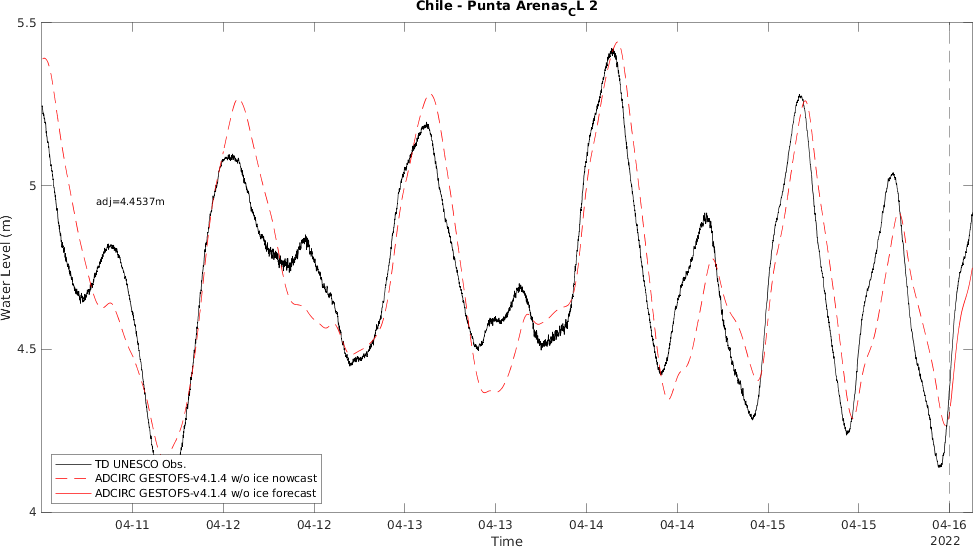 Chile - Punta Arenas_CL 2
5.5
5
4.5
4
Water Level (m)
adj=4.4537m
TD UNESCO Obs.
ADCIRC GESTOFS-v4.1.4 w/o ice nowcast
ADCIRC GESTOFS-v4.1.4 w/o ice forecast
04-11 04-12 04-12 04-13 04-13 04-14 04-14 04-15 04-15 04-16
2022
Time